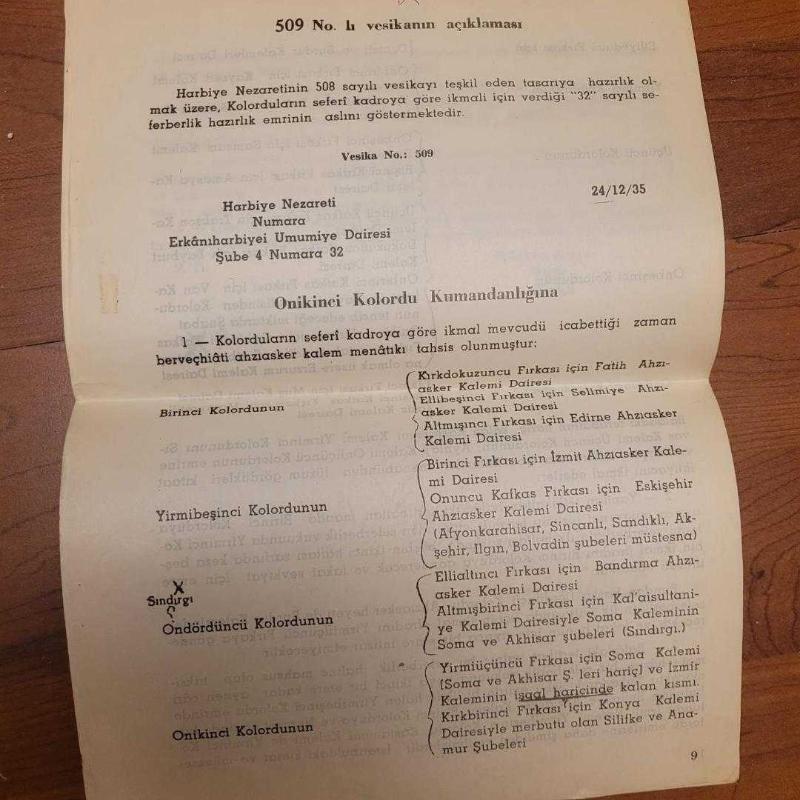 509 No. lı vesikanın açıklaması
Harbiye Nezaretinin 508 sayılı vesikayı teşkil eden tasarıya hazırlık ol-
mak üzere, Kolorduların seferî kadroya göre ikmali için verdiği "32" sayılı se-
ferberlik hazırlık emrinin aslını göstermektedir.
Vesika No.: 509
24/12/35
Harbiye Nezareti
Numara
Erkânıharbiyei Umumiye Dairesi
Şube 4 Numara 32
Onikinci Kolordu Kumandanlığına
1 — Kolorduların seferî kadroya göre ikmal mevcudü icabettiği zaman
berveçhiâti ahzıasker kalem menâtıkı tahsis olunmuştur:
Birinci Kolordunun
Kırkdokuzuncu Fırkası için Fatih Ahzı-
asker Kalemi Dairesi
Ellibeşinci Fırkası için Selimiye Ahzı-
asker Kalemi Dairesi
Altmışıncı Fırkası için Edirne Ahzıasker
Kalemi Dairesi
Yirmibeşinci Kolordunun
Birinci Fırkası için İzmit Ahzıasker Kale-
mi Dairesi
Onuncu Kafkas Fırkası için Eskişehir
Ahzıasker Kalemi Dairesi
(Afyonkarahisar, Sincanlı, Sandıklı, Ak-
şehir, Ilgın, Bolvadin şubeleri müstesna)
X
Sındırgı
?
Ondördüncü Kolordunun
Ellialtıncı Fırkası için Bandırma Ahzı-
asker Kalemi Dairesi
Altmışbirinci Fırkası için Kal'aisultani-
ye Kalemi Dairesiyle Soma Kaleminin
Soma ve Akhisar şubeleri (Sındırgı.)
Onikinci Kolordunun
Yirmiüçüncü Fırkası için Soma Kalemi
[Soma ve Akhisar Ş. leri hariç] ve İzmir
Kaleminin işgal haricinde kalan kısmı.
Kırkbirinci Fırkası için Konya Kalemi
Dairesiyle merbutu olan Silifke ve Ana-
mur Şubeleri
9